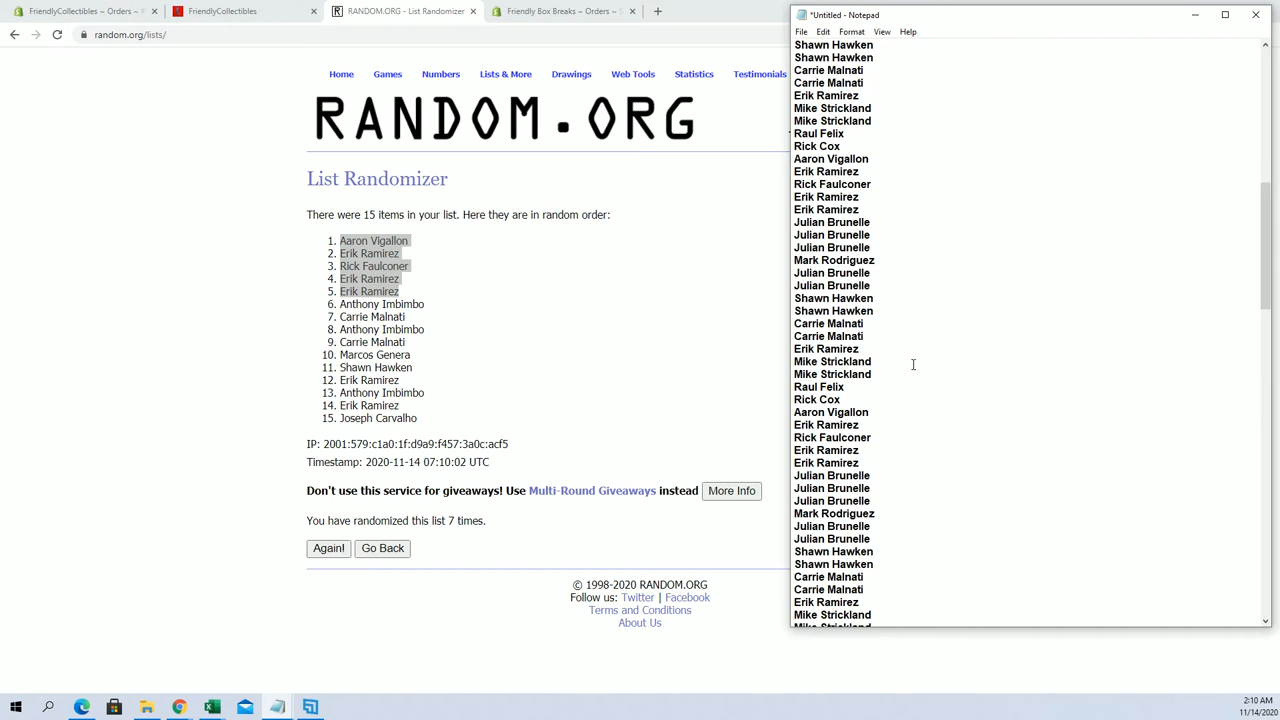 FriendlyCollectibles ~ Orders ~ P
FriendlyCollectibles
RANDOM.ORG - List Randomizer
Friendly Box Breaks ~ Orders ~ S
random.org/lists/
Home Games Numbers Lists & More Drawings Web Tools Statistics Testimonials
RANDOM.ORG
List Randomizer
There were 15 items in your list. Here they are in random order:
1. Aaron Vigallon
2. Erik Ramirez
3. Rick Faulconer
4. Erik Ramirez
5. Erik Ramirez
6. Anthony Imbimbo
7. Carrie Malnati
8. Anthony Imbimbo
9. Carrie Malnati
10. Marcos Genera
11. Shawn Hawken
12. Erik Ramirez
13. Anthony Imbimbo
14. Erik Ramirez
15. Joseph Carvalho
IP: 2001:579:c1a0:1f:d9a9:f457:3a0c:acf5
Timestamp: 2020-11-14 07:10:02 UTC
Don't use this service for giveaways! Use Multi-Round Giveaways instead More Info
You have randomized this list 7 times.
Again! Go Back
© 1998-2020 RANDOM.ORG
Follow us: Twitter | Facebook
Terms and Conditions
About Us
*Untitled - Notepad
File Edit Format View Help
Shawn Hawken
Shawn Hawken
Carrie Malnati
Carrie Malnati
Erik Ramirez
Mike Strickland
Mike Strickland
Raul Felix
Rick Cox
Aaron Vigallon
Erik Ramirez
Rick Faulconer
Erik Ramirez
Erik Ramirez
Julian Brunelle
Julian Brunelle
Julian Brunelle
Mark Rodriguez
Julian Brunelle
Julian Brunelle
Shawn Hawken
Shawn Hawken
Carrie Malnati
Carrie Malnati
Erik Ramirez
Mike Strickland
Mike Strickland
Raul Felix
Rick Cox
Aaron Vigallon
Erik Ramirez
Rick Faulconer
Erik Ramirez
Erik Ramirez
Julian Brunelle
Julian Brunelle
Julian Brunelle
Mark Rodriguez
Julian Brunelle
Julian Brunelle
Shawn Hawken
Shawn Hawken
Carrie Malnati
Carrie Malnati
Erik Ramirez
Mike Strickland
Mike Strickland
2:10 AM
11/14/2020